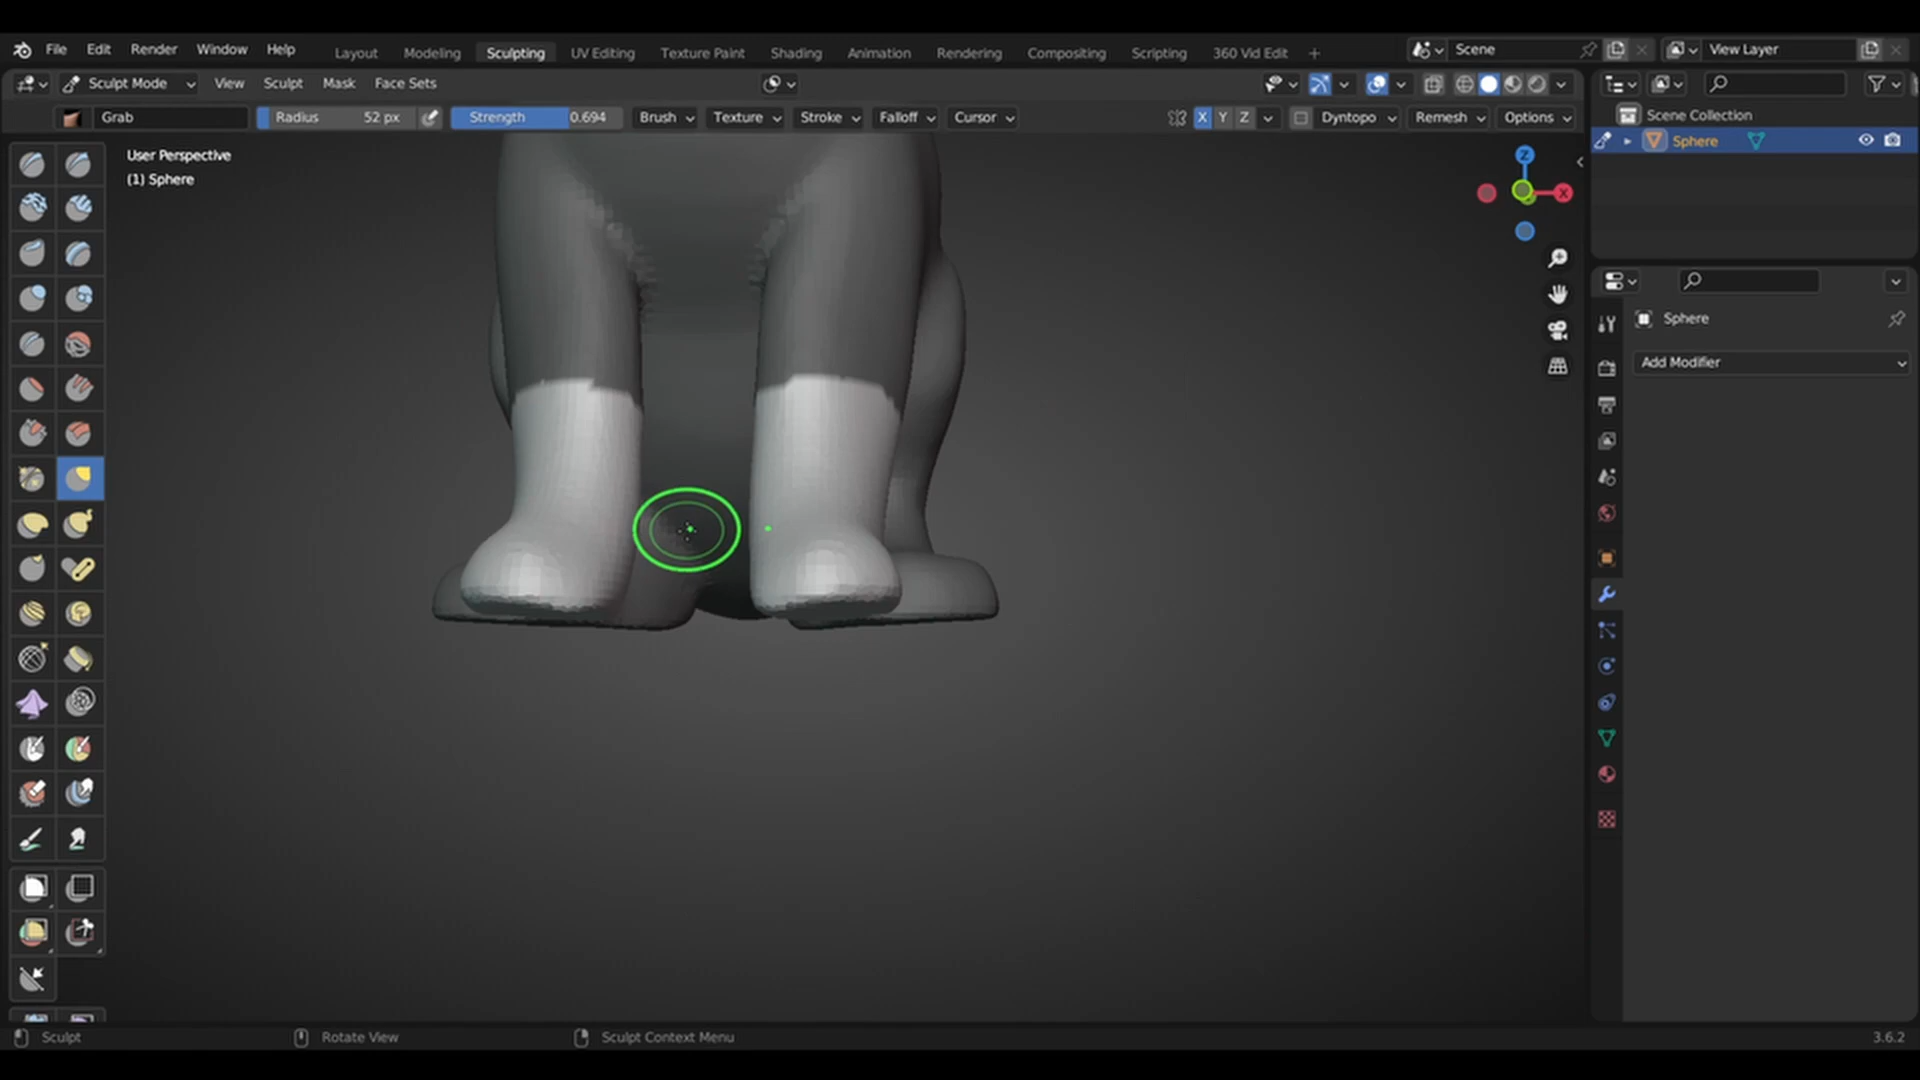 File Edit Render Window Help Layout Modeling Sculpting UV Editing Texture Paint Shading Animation Rendering Compositing Scripting 360 Vid Edit + Scene View Layer
Sculpt Mode View Sculpt Mask Face Sets
Grab Radius 52 px Strength 0.694 Brush Texture Stroke Falloff Cursor X Y Z Dyntopo Remesh Options
Scene Collection
Sphere
User Perspective
(1) Sphere
Z
X
Sphere
Add Modifier
Sculpt Rotate View Sculpt Context Menu 3.6.2